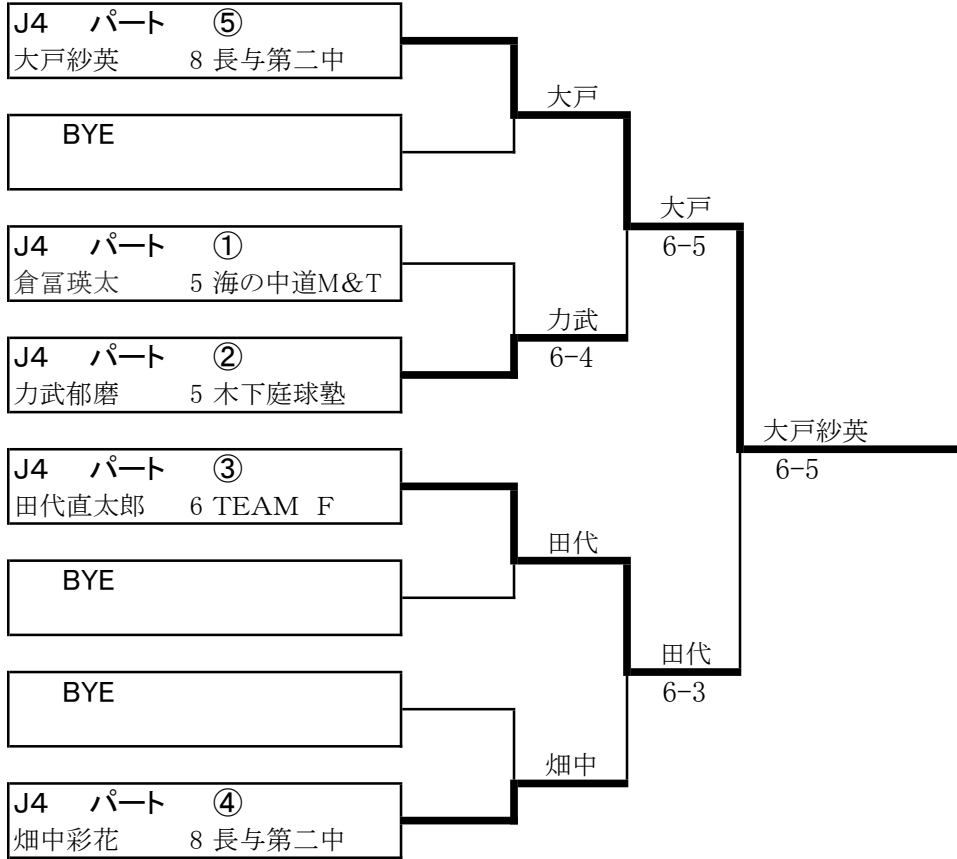 J4 パート ⑤
大戸紗英 8 長与第二中
大戸
BYE
大戸
6-5
J4 パート ①
倉冨瑛太 5 海の中道M&T
力武
6-4
J4 パート ②
力武郁磨 5 木下庭球塾
大戸紗英
6-5
J4 パート ③
田代直太郎 6 TEAM F
田代
BYE
田代
6-3
BYE
畑中
J4 パート ④
畑中彩花 8 長与第二中